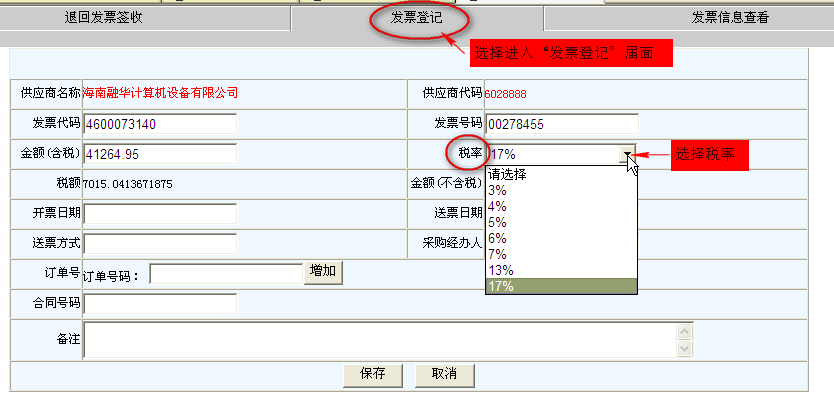 退回发票签收 发票登记 发票信息查看
选择进入“发票登记”届面
供应商名称 海南融华计算机设备有限公司 供应商代码 6028888
发票代码 4600073140 发票号码 00278455
金额(含税) 41264.95 税率 17% 选择税率
税额 7015.0413671875 金额(不含税)
开票日期 送票日期
送票方式 采购经办人
请选择
3%
4%
5%
6%
7%
13%
17%
订单号 订单号码： 增加
合同号码
备注
保存 取消